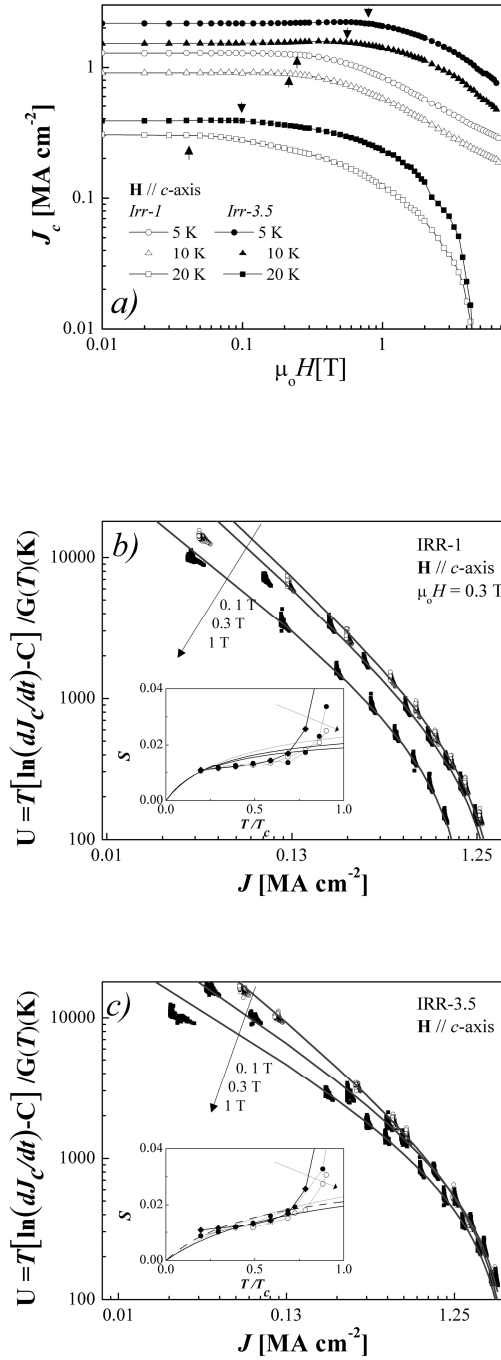 1
0.1
0.01
J_c [MA cm⁻²]
H // c-axis
Irr-1 Irr-3.5
5 K 5 K
10 K 10 K
20 K 20 K
a)
0.01 0.1 1
μ_oH[T]
b)
IRR-1
H // c-axis
μ_oH = 0.3 T
10000
1000
100
U =T[ln(dJ_c/dt)-C] /G(T)(K)
0.1 T
0.3 T
1 T
0.04
0.02
0.00
S
0.0 0.5 1.0
T/T_c
0.01 0.13 1.25
J [MA cm⁻²]
c)
IRR-3.5
H // c-axis
10000
1000
100
U =T[ln(dJ_c/dt)-C] /G(T)(K)
0. 1 T
0.3 T
1 T
0.04
0.02
0.00
S
0.0 0.5 1.0
T/T_c
0.01 0.13 1.25
J [MA cm⁻²]